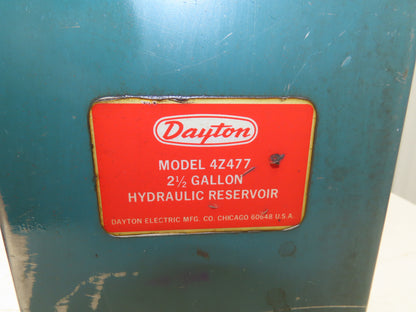 Dayton
MODEL 4Z477
2½ GALLON
HYDRAULIC RESERVOIR
DAYTON ELECTRIC MFG. CO. CHICAGO 60648 U.S.A.